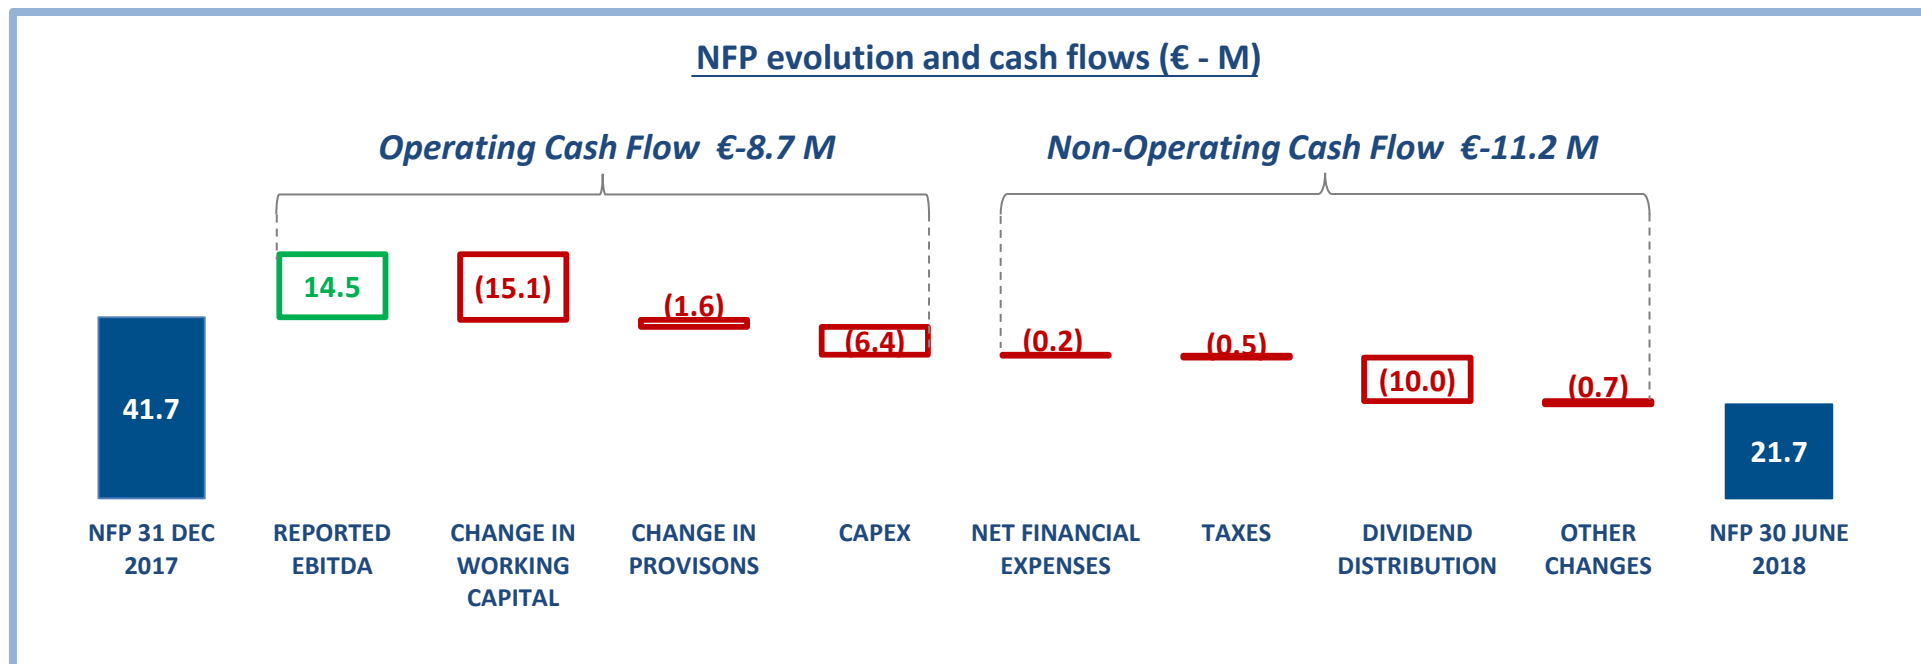 NFP evolution and cash flows (€ - M)
Operating Cash Flow €-8.7 M
Non-Operating Cash Flow €-11.2 M
41.7
14.5
(15.1)
(1.6)
(6.4)
(0.2)
(0.5)
(10.0)
(0.7)
21.7
NFP 31 DEC
2017
REPORTED
EBITDA
CHANGE IN
WORKING
CAPITAL
CHANGE IN
PROVISONS
CAPEX
NET FINANCIAL
EXPENSES
TAXES
DIVIDEND
DISTRIBUTION
OTHER
CHANGES
NFP 30 JUNE
2018